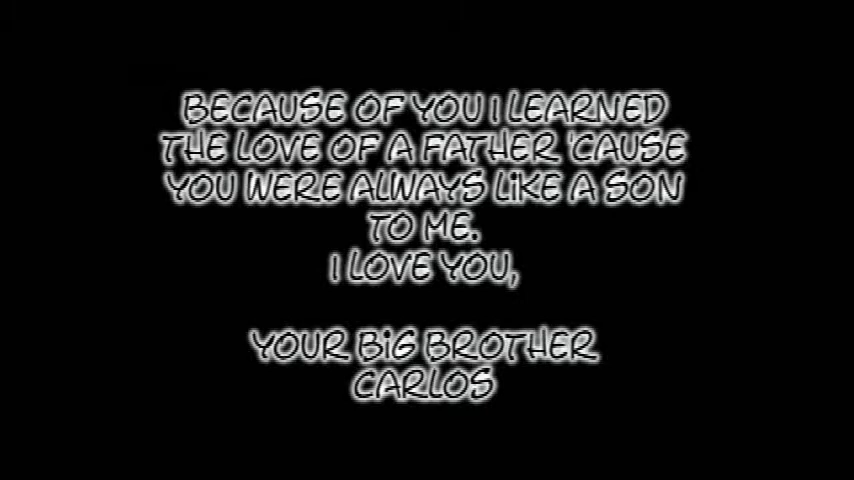 BECAUSE OF YOU I LEARNED
THE LOVE OF A FATHER 'CAUSE
YOU WERE ALWAYS LIKE A SON
TO ME.
I LOVE YOU,
YOUR BIG BROTHER
CARLOS